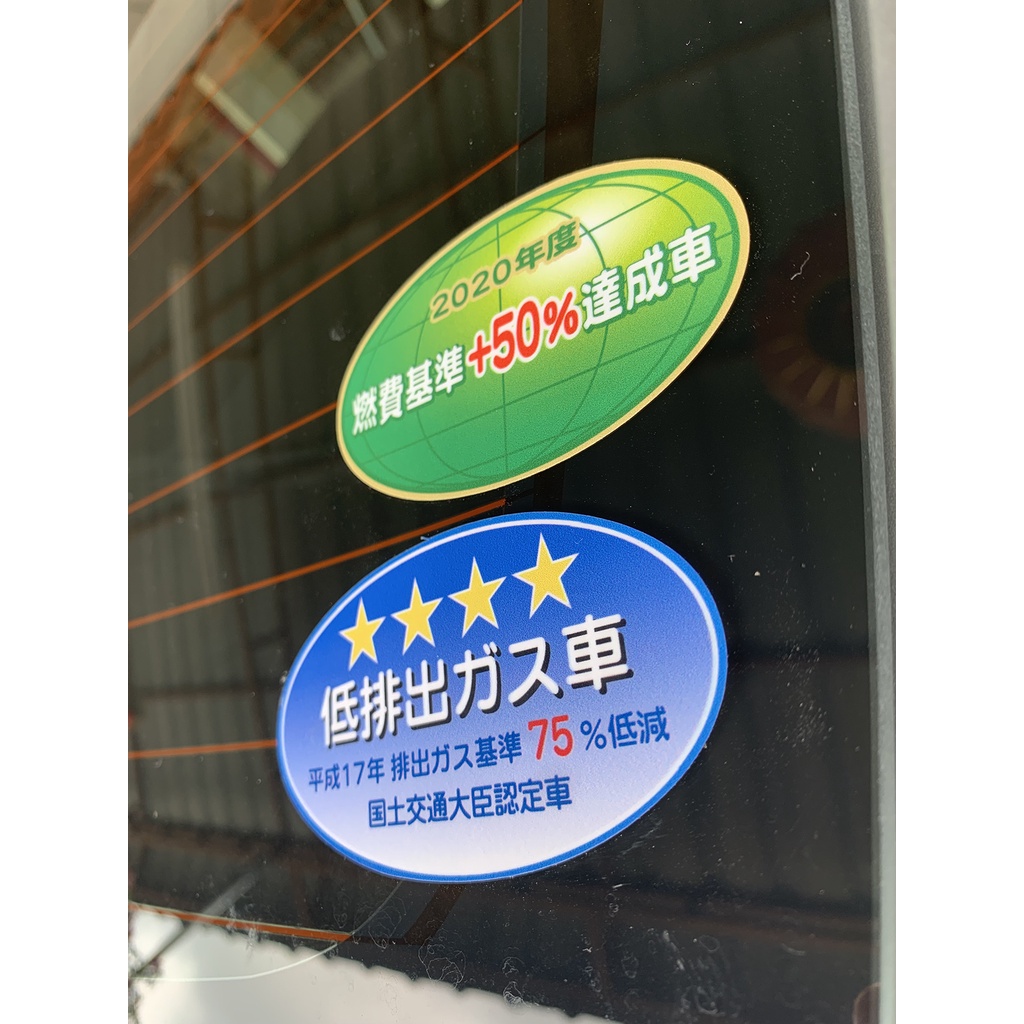 2020年度
燃費基準+50%達成車
低排出ガス車
平成17年 排出ガス基準 75%低減
国土交通大臣認定車